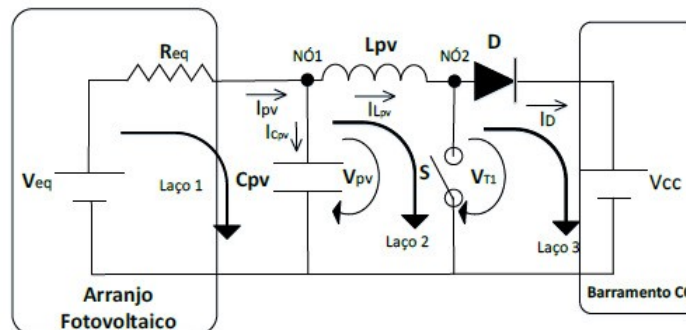 Req
NÓ1
Lpv
NÓ2
D
Ipv
ILpv
ID
ICpv
Veq
Laço 1
Cpv
Vpv
S
VT1
Vcc
Laço 2
Laço 3
Arranjo
Fotovoltaico
Barramento